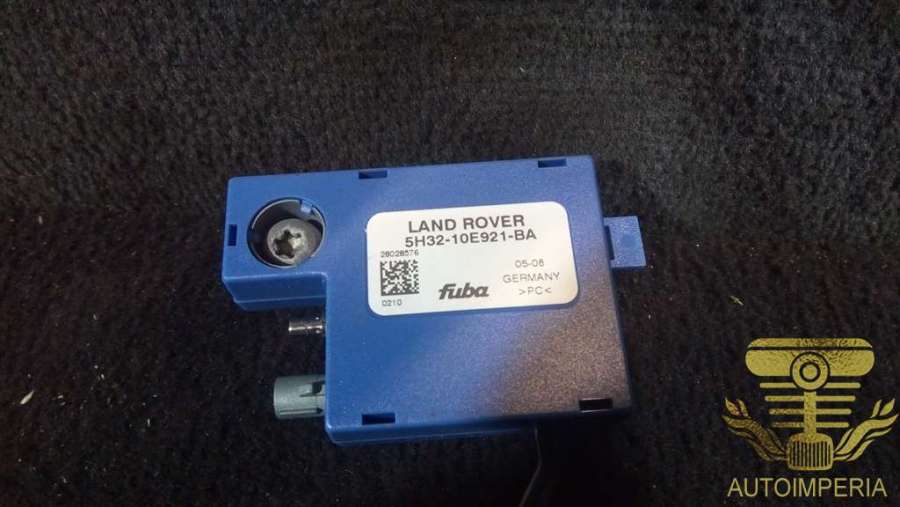 LAND ROVER
5H32-10E921-BA
28028576
05-08
GERMANY
0210
fuba
>PC<
AUTOIMPERIA